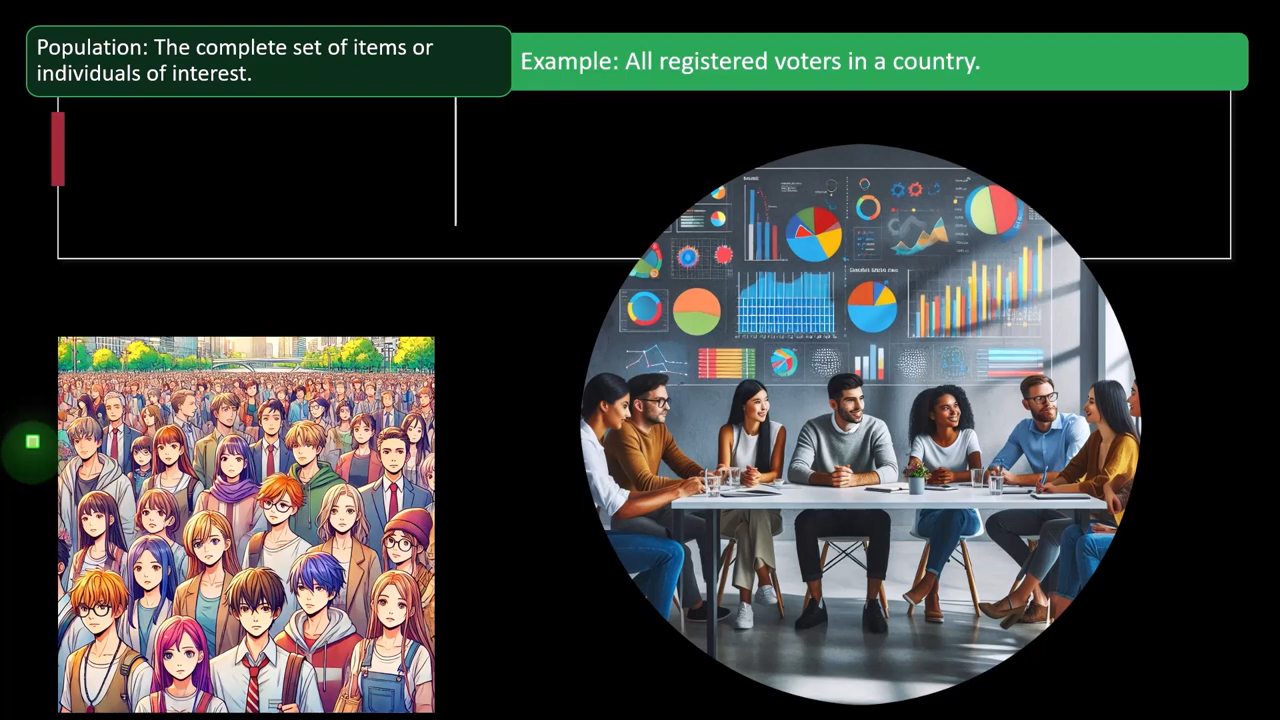 Population: The complete set of items or
individuals of interest.
Example: All registered voters in a country.